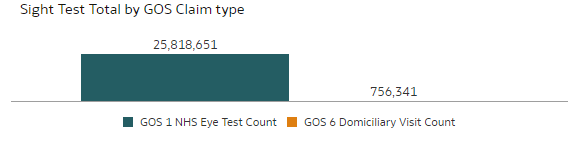 Sight Test Total by GOS Claim type
25,818,651
756,341
GOS 1 NHS Eye Test Count GOS 6 Domiciliary Visit Count